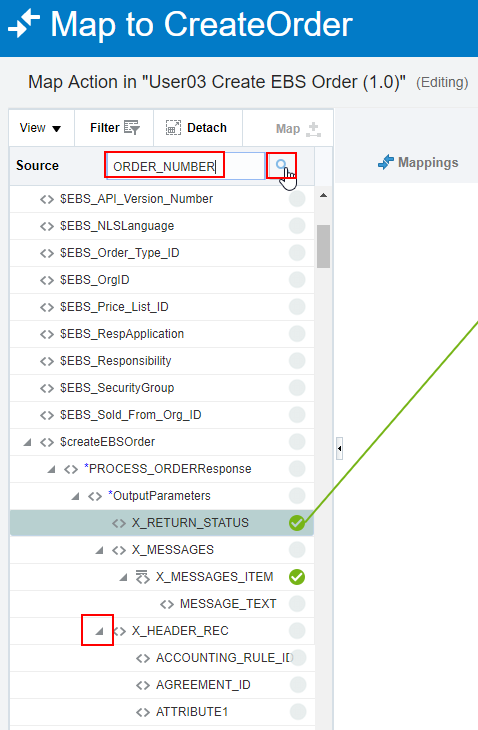 Map to CreateOrder
Map Action in "User03 Create EBS Order (1.0)" (Editing)
View Filter Detach Map
Source ORDER_NUMBER
Mappings
$EBS_API_Version_Number
$EBS_NLSLanguage
$EBS_Order_Type_ID
$EBS_OrgID
$EBS_Price_List_ID
$EBS_RespApplication
$EBS_Responsibility
$EBS_SecurityGroup
$EBS_Sold_From_Org_ID
$createEBSOrder
*PROCESS_ORDERResponse
*OutputParameters
X_RETURN_STATUS
X_MESSAGES
X_MESSAGES_ITEM
MESSAGE_TEXT
X_HEADER_REC
ACCOUNTING_RULE_ID
AGREEMENT_ID
ATTRIBUTE1